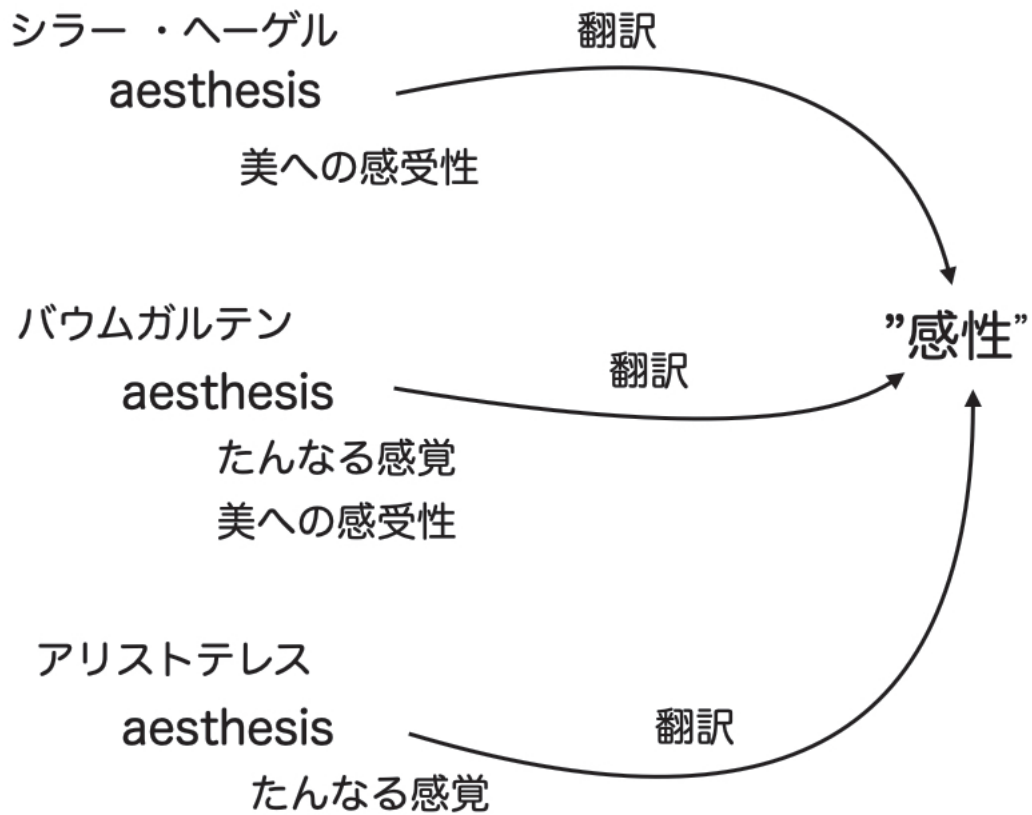 シラー ・ヘーゲル
翻訳
aesthesis
美への感受性
バウムガルテン
”感性”
翻訳
aesthesis
たんなる感覚
美への感受性
アリストテレス
翻訳
aesthesis
たんなる感覚